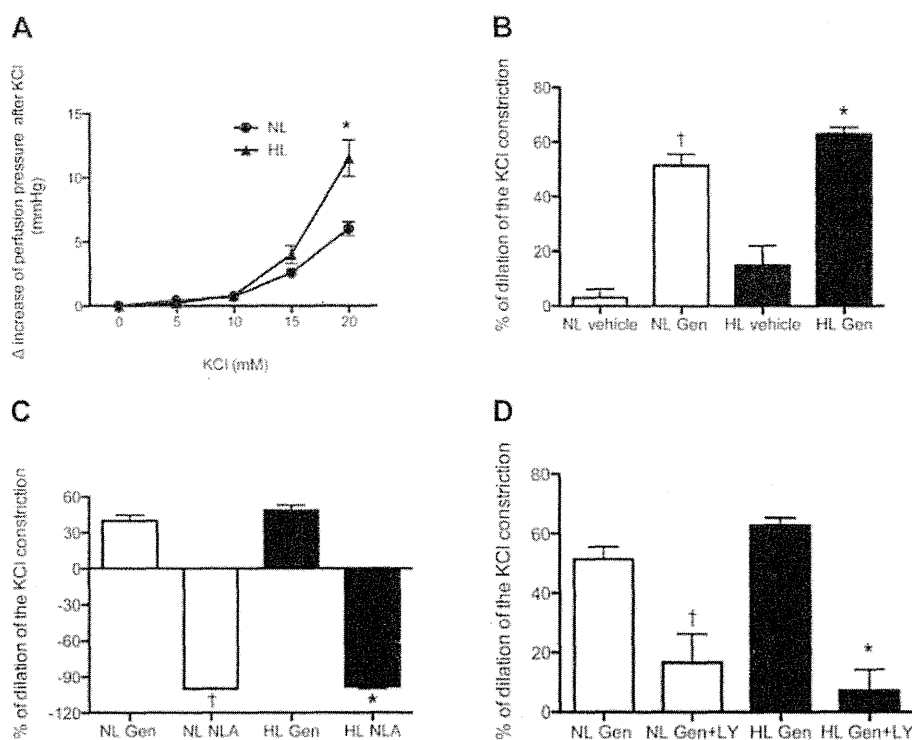 A
Δ increase of perfusion pressure after KCl
(mmHg)
15
10
5
0
NL
HL
*
0 5 10 15 20
KCl (mM)
B
% of dilation of the KCl constriction
80
60
40
20
0
†
*
NL vehicle NL Gen HL vehicle HL Gen
C
% of dilation of the KCl constriction
60
30
0
-30
-60
-90
-120
†
*
NL Gen NL NLA HL Gen HL NLA
D
% of dilation of the KCl constriction
80
60
40
20
0
†
*
NL Gen NL Gen+LY HL Gen HL Gen+LY